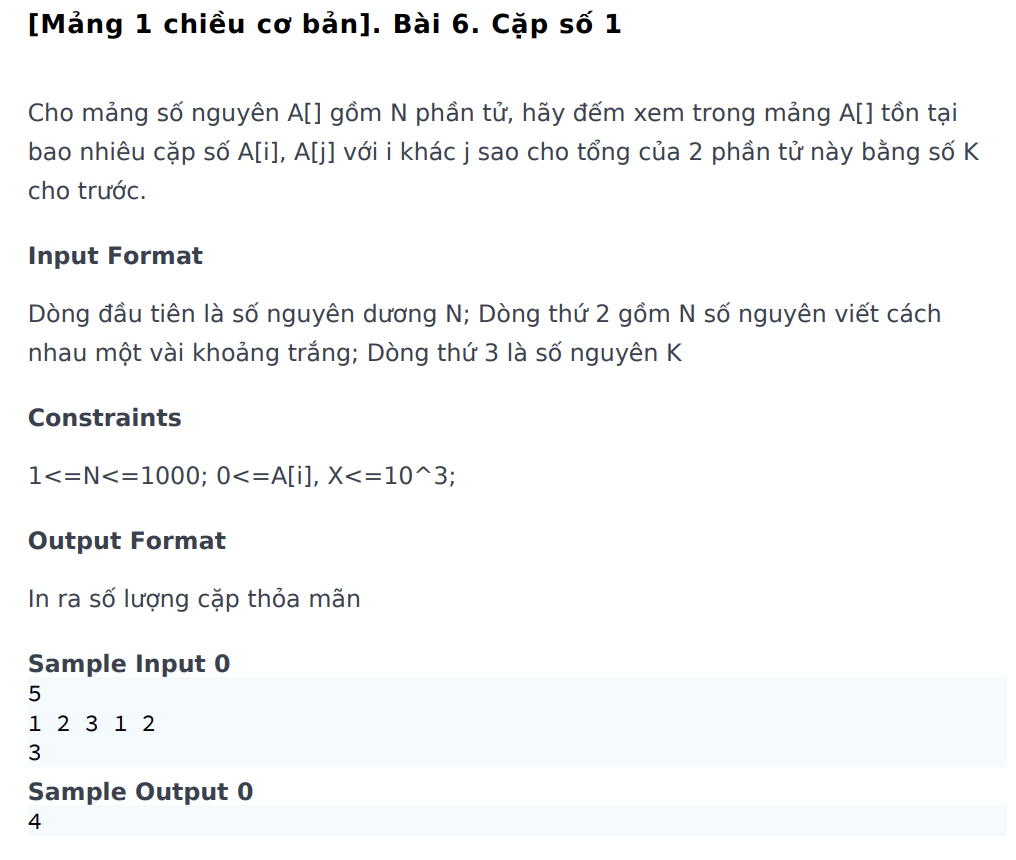 [Mảng 1 chiều cơ bản]. Bài 6. Cặp số 1
Cho mảng số nguyên A[] gồm N phần tử, hãy đếm xem trong mảng A[] tồn tại
bao nhiêu cặp số A[i], A[j] với i khác j sao cho tổng của 2 phần tử này bằng số K
cho trước.
Input Format
Dòng đầu tiên là số nguyên dương N; Dòng thứ 2 gồm N số nguyên viết cách
nhau một vài khoảng trắng; Dòng thứ 3 là số nguyên K
Constraints
1<=N<=1000; 0<=A[i], X<=10^3;
Output Format
In ra số lượng cặp thỏa mãn
Sample Input 0
5
1 2 3 1 2
3
Sample Output 0
4